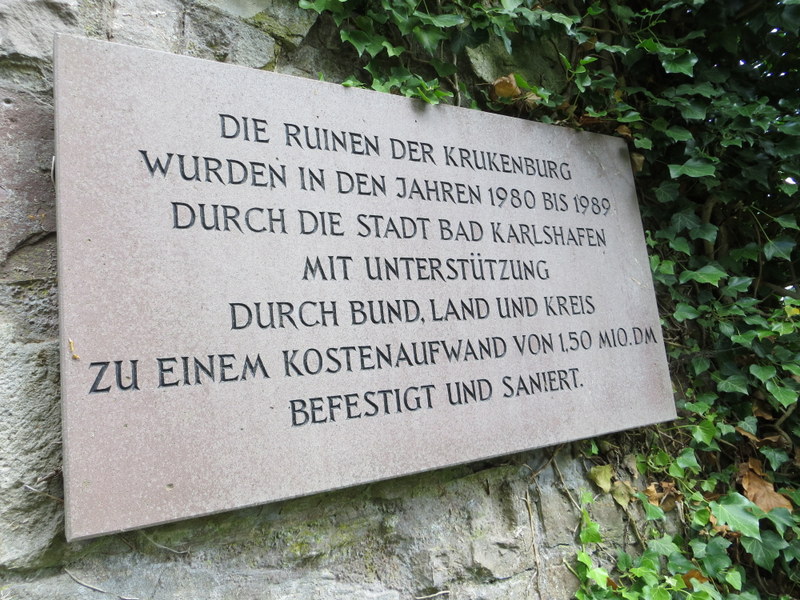 DIE RUINEN DER KRUKENBURG
WURDEN IN DEN JAHREN 1980 BIS 1989
DURCH DIE STADT BAD KARLSHAFEN
MIT UNTERSTÜTZUNG
DURCH BUND, LAND UND KREIS
ZU EINEM KOSTENAUFWAND VON 1,50 MIO. DM
BEFESTIGT UND SANIERT.